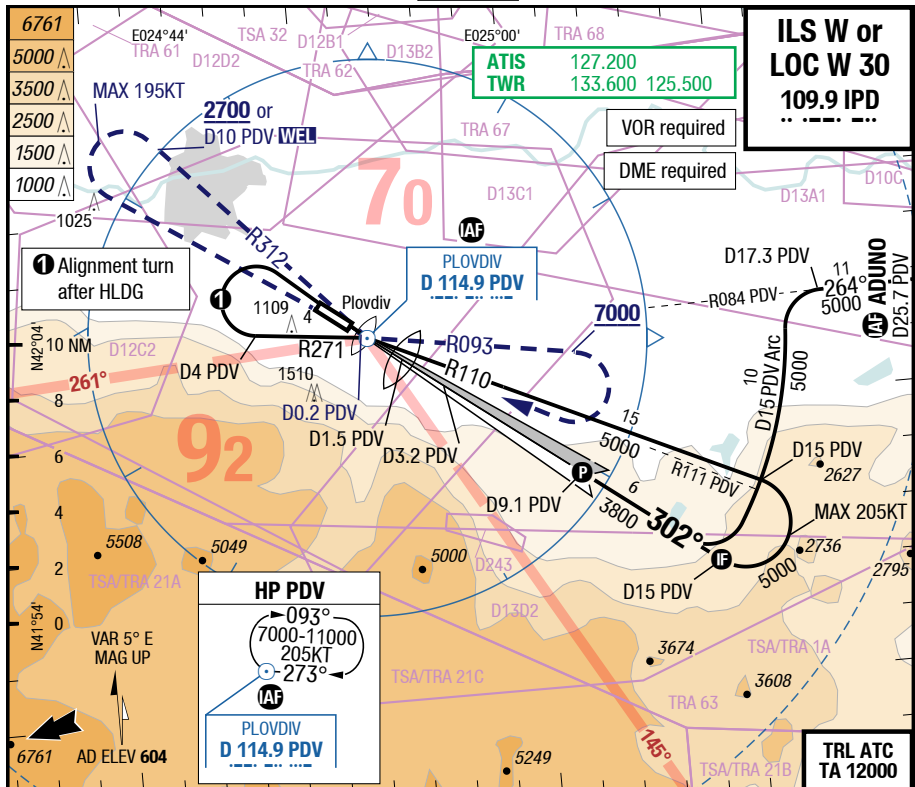 6761
5000
3500
2500
1500
1000
1025
E024°44'
TRA 61
D12D2
TSA 32
D12B1
TRA 62
D13B2
E025°00'
TRA 68
ATIS 127.200
TWR 133.600 125.500
ILS W or
LOC W 30
109.9 IPD
MAX 195KT
2700 or
D10 PDV WEL
TRA 67
VOR required
DME required
D13C1
D13A1
D10C
70
IAF
PLOVDIV
D 114.9 PDV
R312
1 Alignment turn
after HLDG
1
1109
4
Plovdiv
7000
D17.3 PDV
11
264°
5000
R084 PDV
IAF ADUNO
D25.7 PDV
N42°04'
10 NM
8
6
4
2
0
N41°54'
D12C2
261°
D4 PDV
R271
1510
D0.2 PDV
D1.5 PDV
D3.2 PDV
R093
R110
15
5000
R111 PDV
10
D15 PDV Arc
5000
D15 PDV
2627
92
P
D9.1 PDV
6
3800
302°
IF
D15 PDV
MAX 205KT
5000
2736
2795
5508
5049
5000
TSA/TRA 21A
D243
D13D2
HP PDV
093°
7000-11000
205KT
273°
IAF
PLOVDIV
D 114.9 PDV
VAR 5° E
MAG UP
AD ELEV 604
6761
TSA/TRA 21C
3674
TSA/TRA 1A
3608
TRA 63
145°
5249
TSA/TRA 21B
TRL ATC
TA 12000